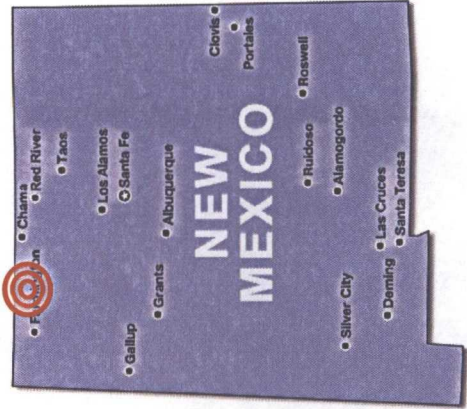 Chama
Red River
Taos
Los Alamos
Santa Fe
Gallup
Grants
Albuquerque
Clovis
Portales
NEW
MEXICO
Roswell
Ruidoso
Alamogordo
Silver City
Las Cruces
Deming
Santa Teresa